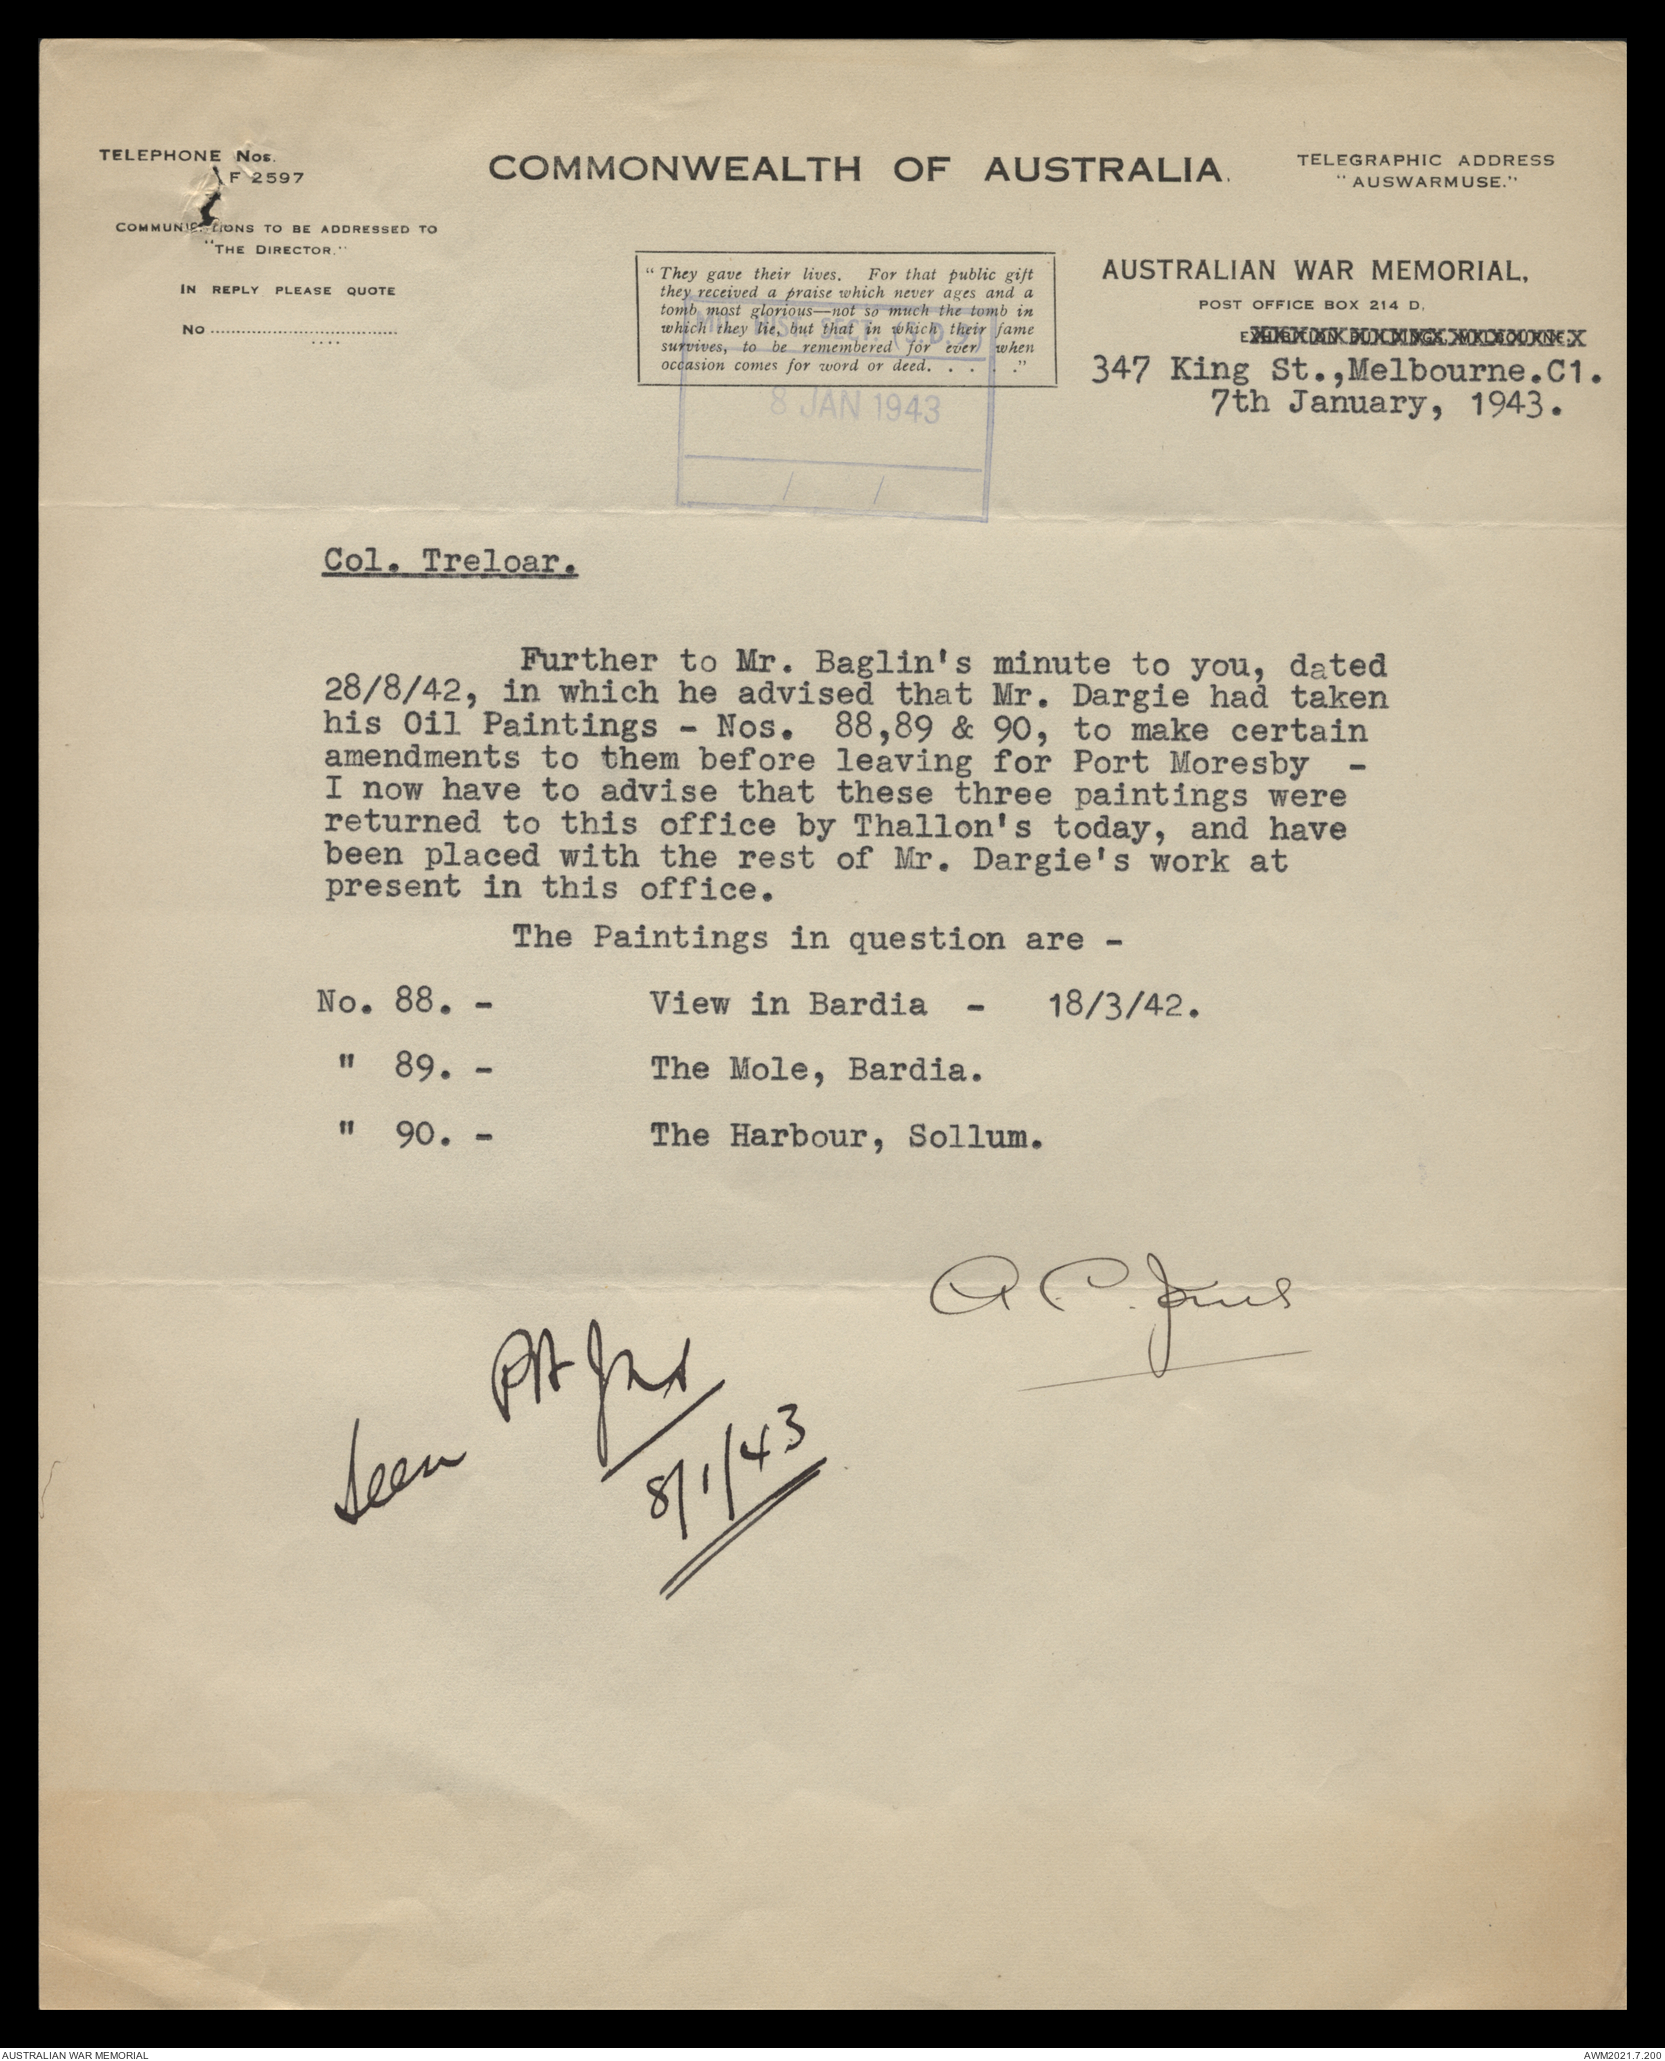 TELEPHONE Nos.
F 2597
COMMONWEALTH OF AUSTRALIA.
TELEGRAPHIC ADDRESS
"AUSWARMUSE."
COMMUNICATIONS TO BE ADDRESSED TO
"THE DIRECTOR."
IN REPLY PLEASE QUOTE
No
"They gave their lives. For that public gift
they received a praise which never ages and a
tomb most glorious—not so much the tomb in
which they lie, but that in which their fame
survives, to be remembered for ever when
occasion comes for word or deed. . . . ."
MIL. HIST. SECT.
8 JAN 1943
/ /
AUSTRALIAN WAR MEMORIAL,
POST OFFICE BOX 214 D,
EXHIBITION BUILDINGS, MELBOURNE.
347 King St.,Melbourne.C1.
7th January, 1943.
Col. Treloar.
Further to Mr. Baglin's minute to you, dated
28/8/42, in which he advised that Mr. Dargie had taken
his Oil Paintings - Nos. 88,89 & 90, to make certain
amendments to them before leaving for Port Moresby -
I now have to advise that these three paintings were
returned to this office by Thallon's today, and have
been placed with the rest of Mr. Dargie's work at
present in this office.
The Paintings in question are -
No. 88. - View in Bardia - 18/3/42.
" 89. - The Mole, Bardia.
" 90. - The Harbour, Sollum.
A. C. Jones
Seen
8/1/43
AUSTRALIAN WAR MEMORIAL
AWM2021.7.200